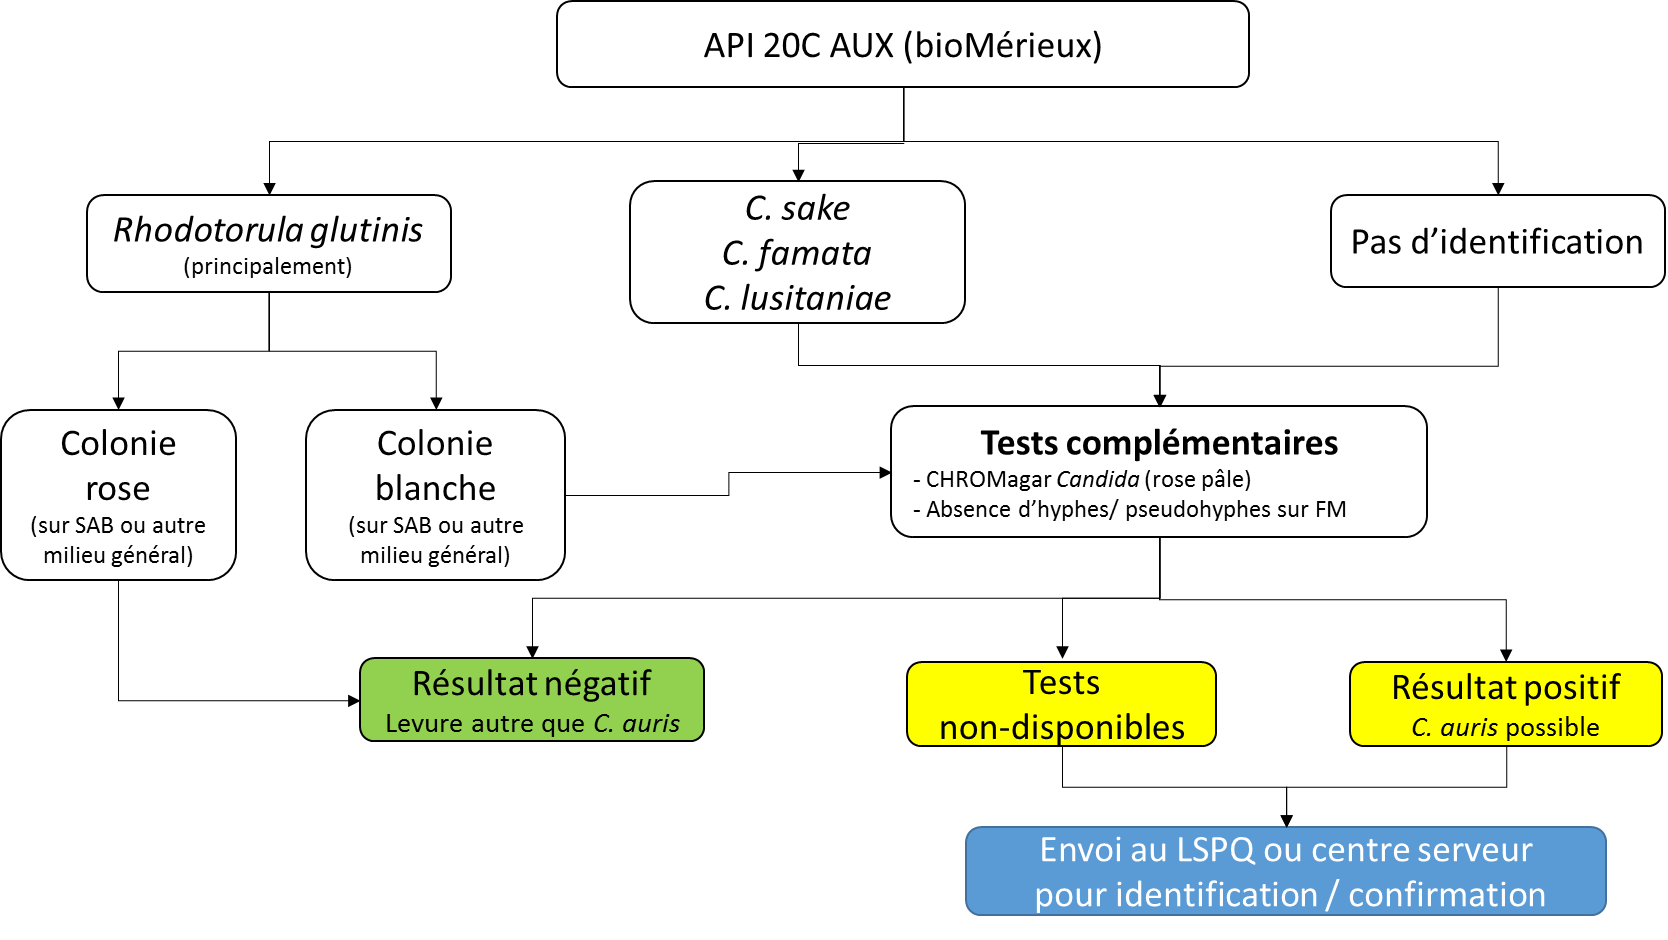 API 20C AUX (bioMérieux)
Rhodotorula glutinis
(principalement)
C. sake
C. famata
C. lusitaniae
Pas d’identification
Colonie
rose
(sur SAB ou autre
milieu général)
Colonie
blanche
(sur SAB ou autre
milieu général)
Tests complémentaires
- CHROMagar Candida (rose pâle)
- Absence d’hyphes/ pseudohyphes sur FM
Résultat négatif
Levure autre que C. auris
Tests
non-disponibles
Résultat positif
C. auris possible
Envoi au LSPQ ou centre serveur
pour identification / confirmation